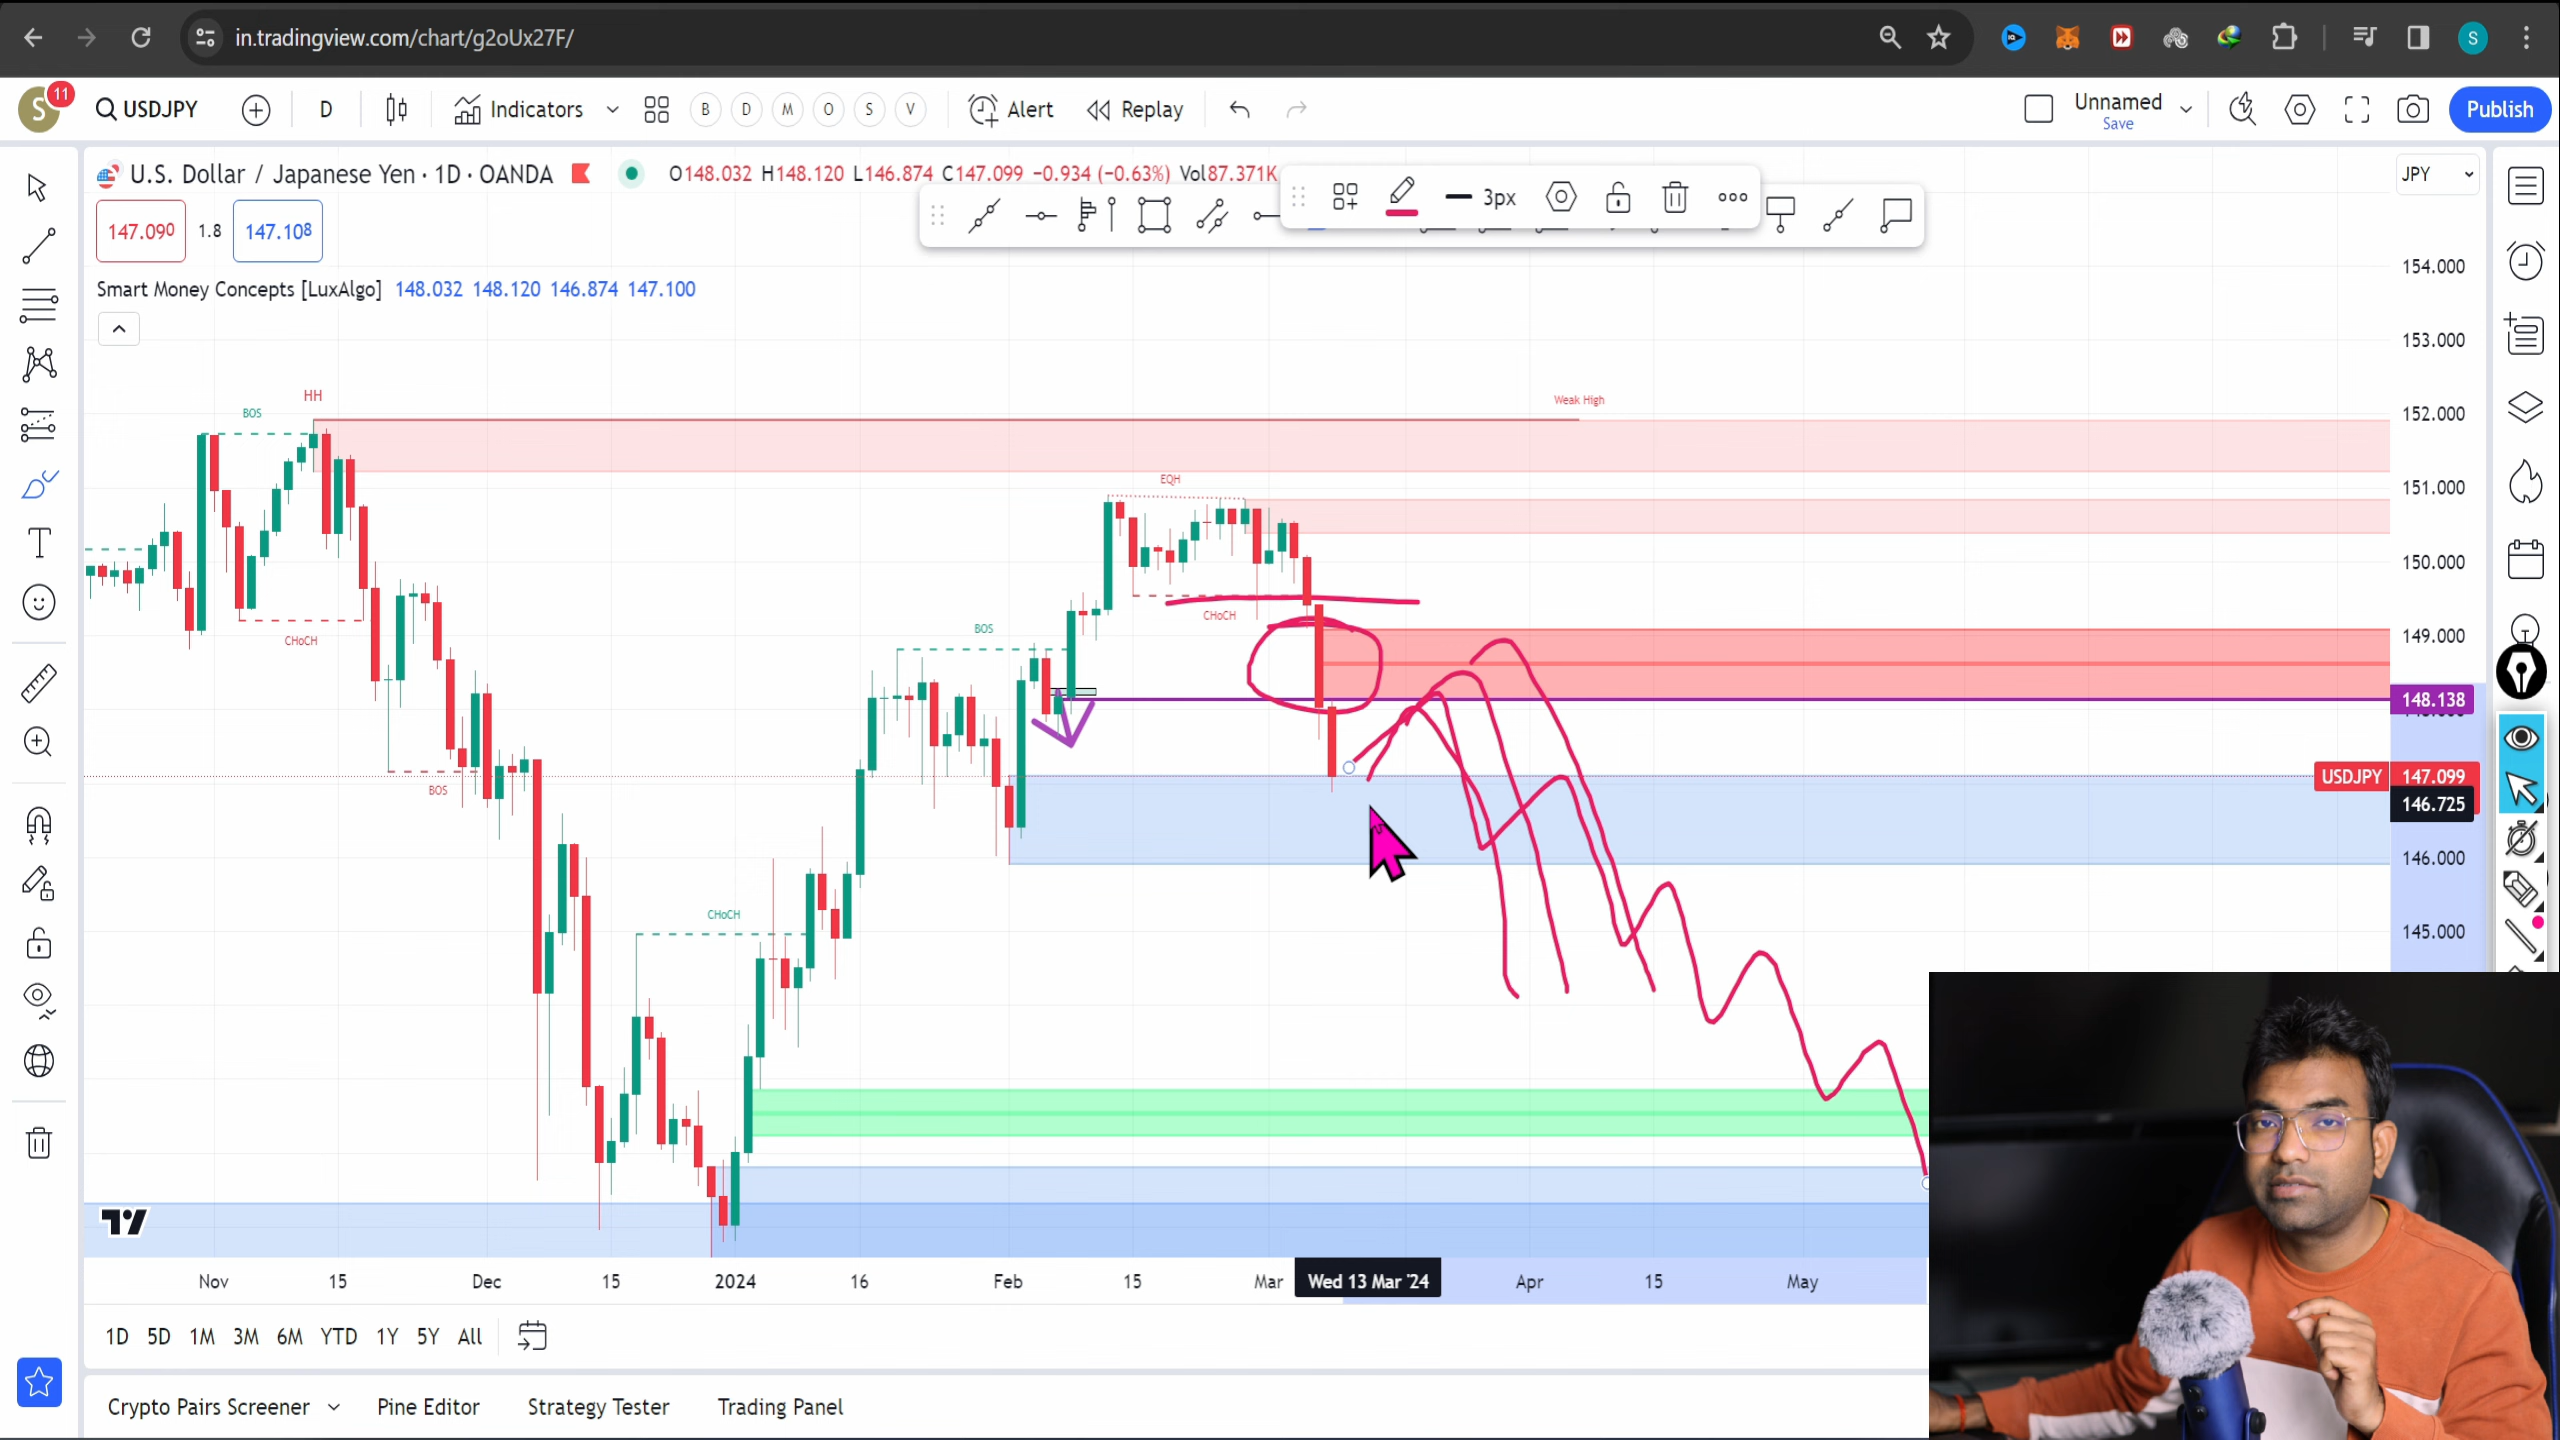 in.tradingview.com/chart/g2oUx27F/
S
S 11 USDJPY D Indicators B D M O S V Alert Replay Unnamed Save Publish
U.S. Dollar / Japanese Yen · 1D · OANDA O148.032 H148.120 L146.874 C147.099 −0.934 (−0.63%) Vol87.371K
3px
JPY
147.090 1.8 147.108
Smart Money Concepts [LuxAlgo] 148.032 148.120 146.874 147.100
154.000
153.000
HH
Weak High
BOS
152.000
EQH
151.000
150.000
CHoCH
BOS
149.000
CHoCH
148.138
USDJPY 147.099
BOS
146.725
146.000
CHoCH
145.000
Nov 15 Dec 15 2024 16 Feb 15 Mar Wed 13 Mar '24 Apr 15 May
1D 5D 1M 3M 6M YTD 1Y 5Y All
Crypto Pairs Screener Pine Editor Strategy Tester Trading Panel